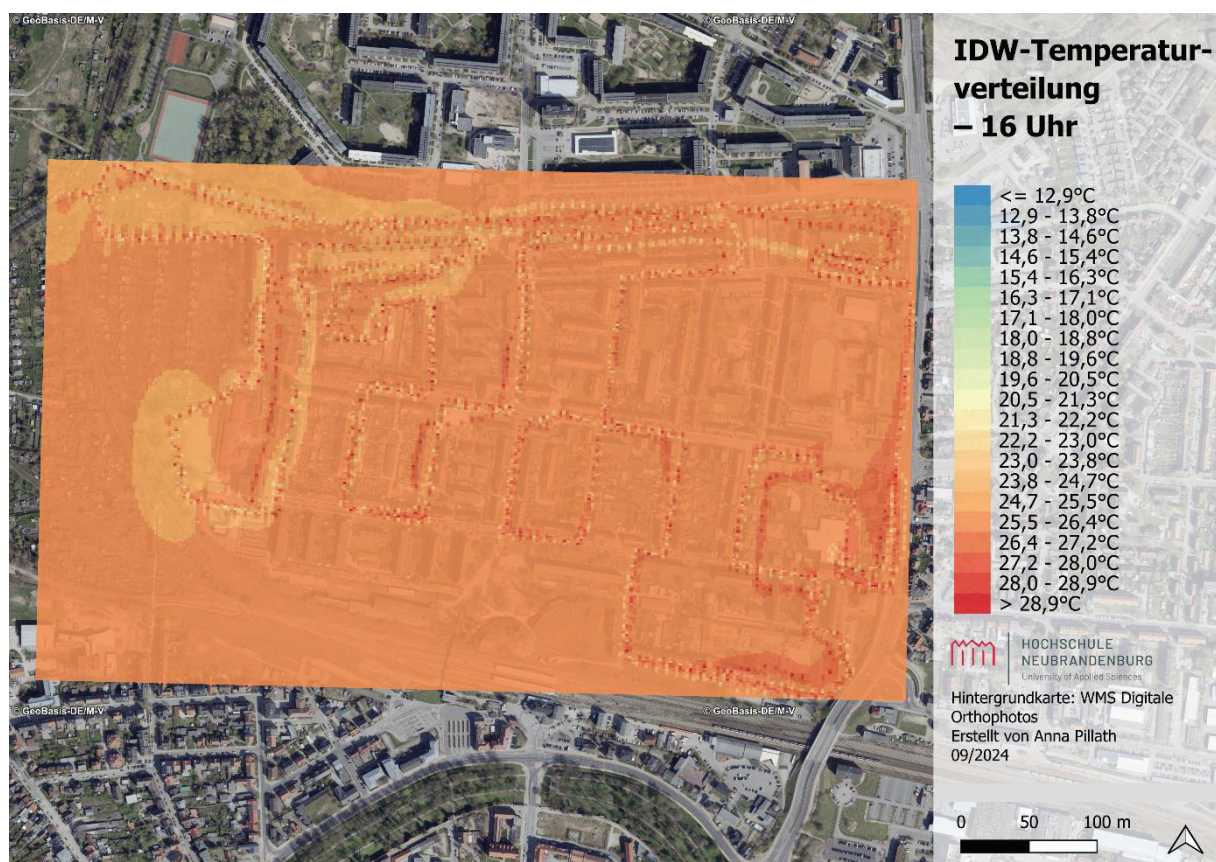 © GeoBasis-DE/M-V
© GeoBasis-DE/M-V
IDW-Temperatur-
verteilung
– 16 Uhr
<= 12,9°C
12,9 - 13,8°C
13,8 - 14,6°C
14,6 - 15,4°C
15,4 - 16,3°C
16,3 - 17,1°C
17,1 - 18,0°C
18,0 - 18,8°C
18,8 - 19,6°C
19,6 - 20,5°C
20,5 - 21,3°C
21,3 - 22,2°C
22,2 - 23,0°C
23,0 - 23,8°C
23,8 - 24,7°C
24,7 - 25,5°C
25,5 - 26,4°C
26,4 - 27,2°C
27,2 - 28,0°C
28,0 - 28,9°C
> 28,9°C
HOCHSCHULE
NEUBRANDENBURG
University of Applied Sciences
Hintergrundkarte: WMS Digitale
Orthophotos
Erstellt von Anna Pillath
09/2024
© GeoBasis-DE/M-V
© GeoBasis-DE/M-V
0 50 100 m